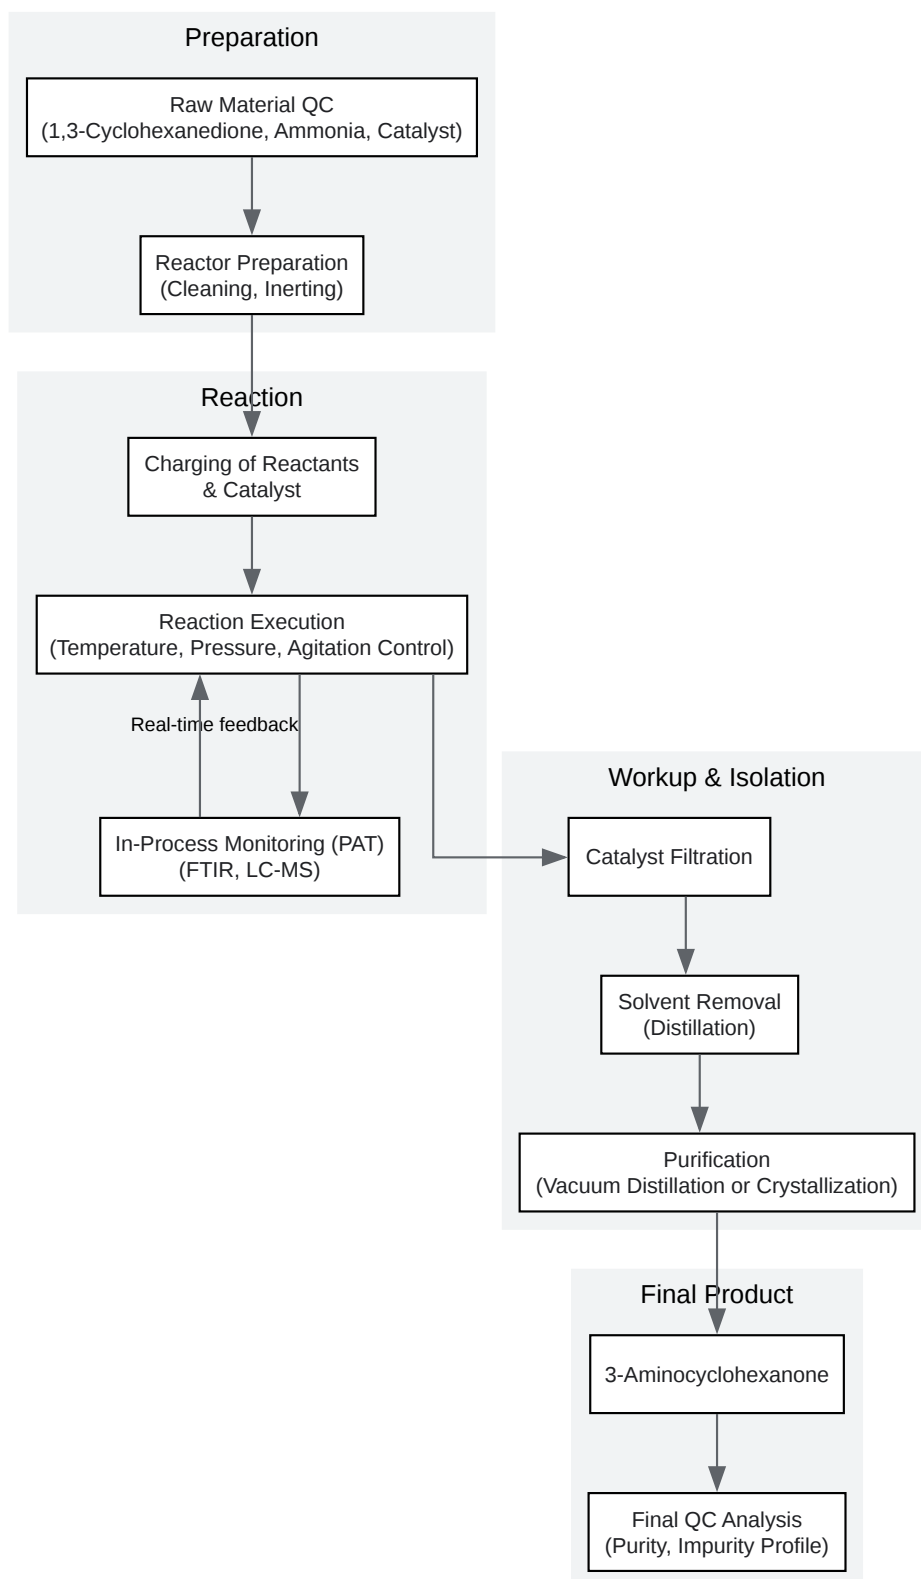 Preparation
Raw Material QC
(1,3-Cyclohexanedione, Ammonia, Catalyst)
Reactor Preparation
(Cleaning, Inerting)
Reaction
Charging of Reactants
& Catalyst
Reaction Execution
(Temperature, Pressure, Agitation Control)
Real-time feedback
In-Process Monitoring (PAT)
(FTIR, LC-MS)
Workup & Isolation
Catalyst Filtration
Solvent Removal
(Distillation)
Purification
(Vacuum Distillation or Crystallization)
Final Product
3-Aminocyclohexanone
Final QC Analysis
(Purity, Impurity Profile)